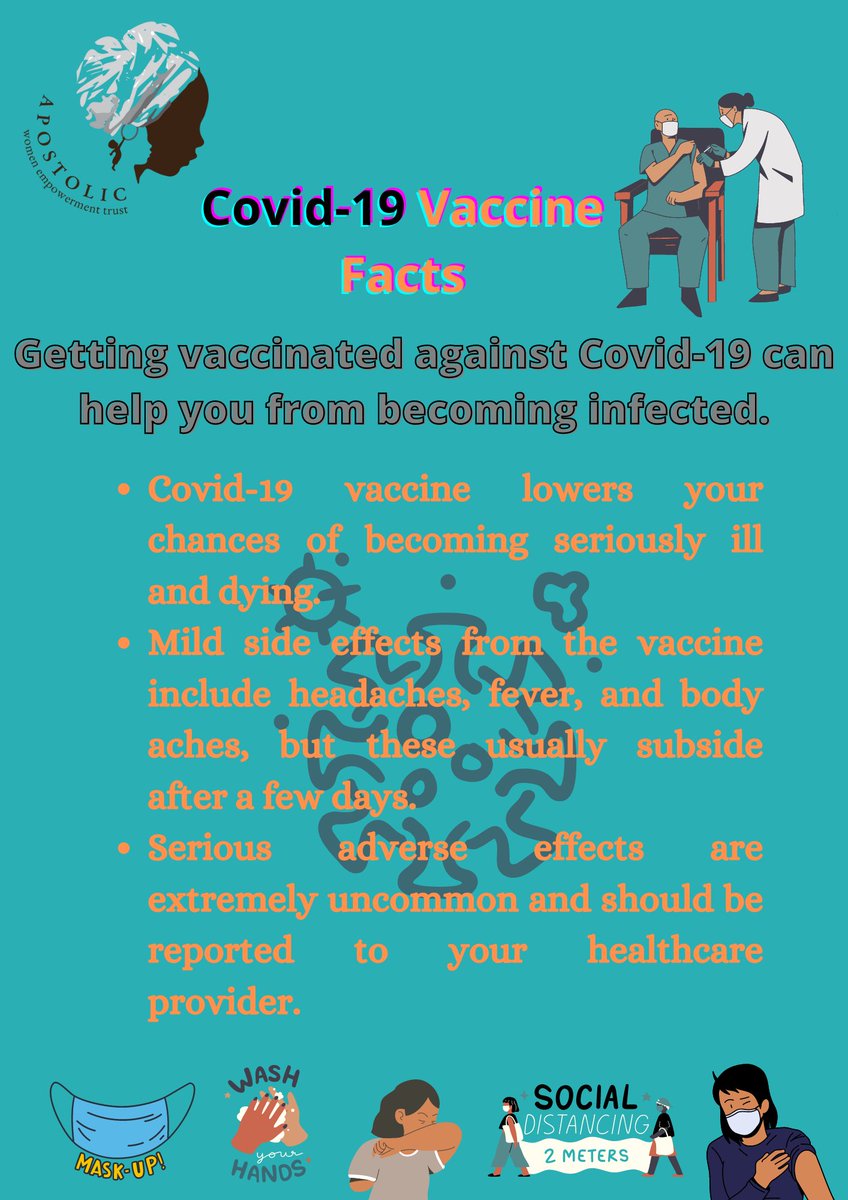 APOSTOLIC
women empowerment trust
Covid-19 Vaccine
Facts
Getting vaccinated against Covid-19 can
help you from becoming infected.
• Covid-19 vaccine lowers your
chances of becoming seriously ill
and dying.
• Mild side effects from the vaccine
include headaches, fever, and body
aches, but these usually subside
after a few days.
• Serious adverse effects are
extremely uncommon and should be
reported to your healthcare
provider.
MASK-UP!
WASH
your
HANDS
SOCIAL
DISTANCING
2 METERS